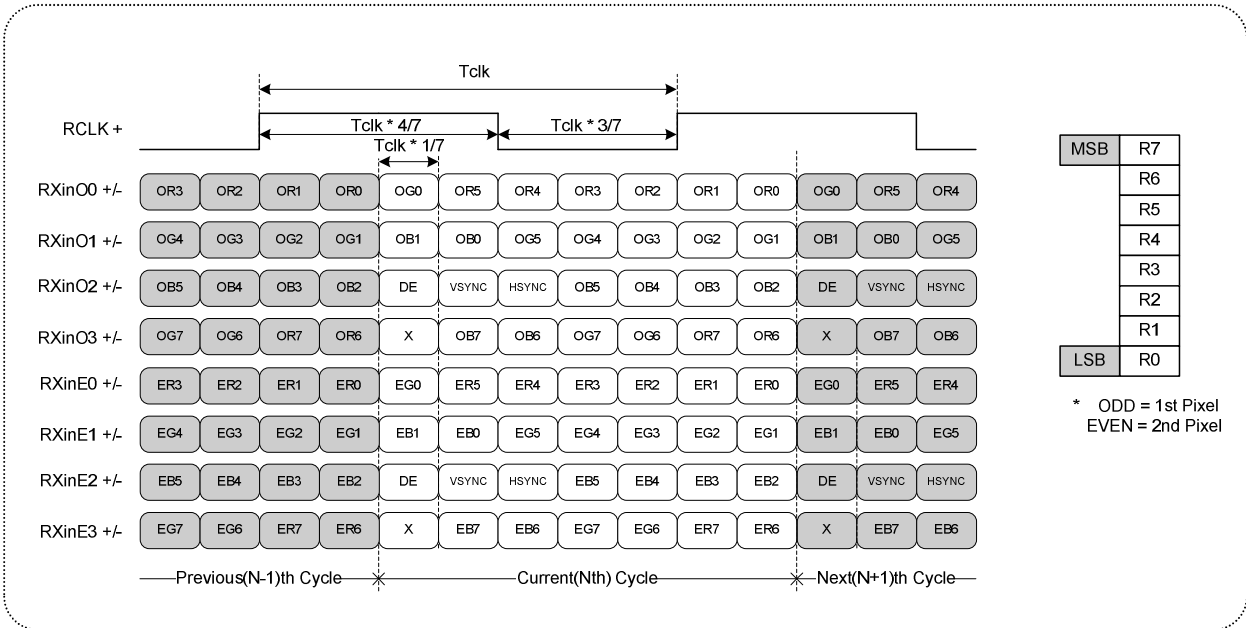 Tclk
RCLK +
Tclk * 4/7
Tclk * 3/7
Tclk * 1/7
RXinO0 +/- OR3 OR2 OR1 OR0 OG0 OR5 OR4 OR3 OR2 OR1 OR0 OG0 OR5 OR4
RXinO1 +/- OG4 OG3 OG2 OG1 OB1 OB0 OG5 OG4 OG3 OG2 OG1 OB1 OB0 OG5
RXinO2 +/- OB5 OB4 OB3 OB2 DE VSYNC HSYNC OB5 OB4 OB3 OB2 DE VSYNC HSYNC
RXinO3 +/- OG7 OG6 OR7 OR6 X OB7 OB6 OG7 OG6 OR7 OR6 X OB7 OB6
RXinE0 +/- ER3 ER2 ER1 ER0 EG0 ER5 ER4 ER3 ER2 ER1 ER0 EG0 ER5 ER4
RXinE1 +/- EG4 EG3 EG2 EG1 EB1 EB0 EG5 EG4 EG3 EG2 EG1 EB1 EB0 EG5
RXinE2 +/- EB5 EB4 EB3 EB2 DE VSYNC HSYNC EB5 EB4 EB3 EB2 DE VSYNC HSYNC
RXinE3 +/- EG7 EG6 ER7 ER6 X EB7 EB6 EG7 EG6 ER7 ER6 X EB7 EB6
Previous(N-1)th Cycle Current(Nth) Cycle Next(N+1)th Cycle
MSB R7
R6
R5
R4
R3
R2
R1
LSB R0
* ODD = 1st Pixel
EVEN = 2nd Pixel